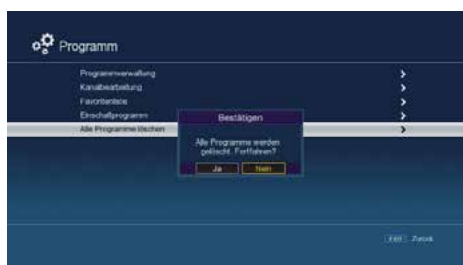 Programm
Programmverwaltung
Kanalbearbeitung
Favoritenliste
Einschaltprogramm
Alle Programme löschen
Bestätigen
Alle Programme werden
gelöscht. Fortfahren?
Ja
Nein
EXIT Zurück